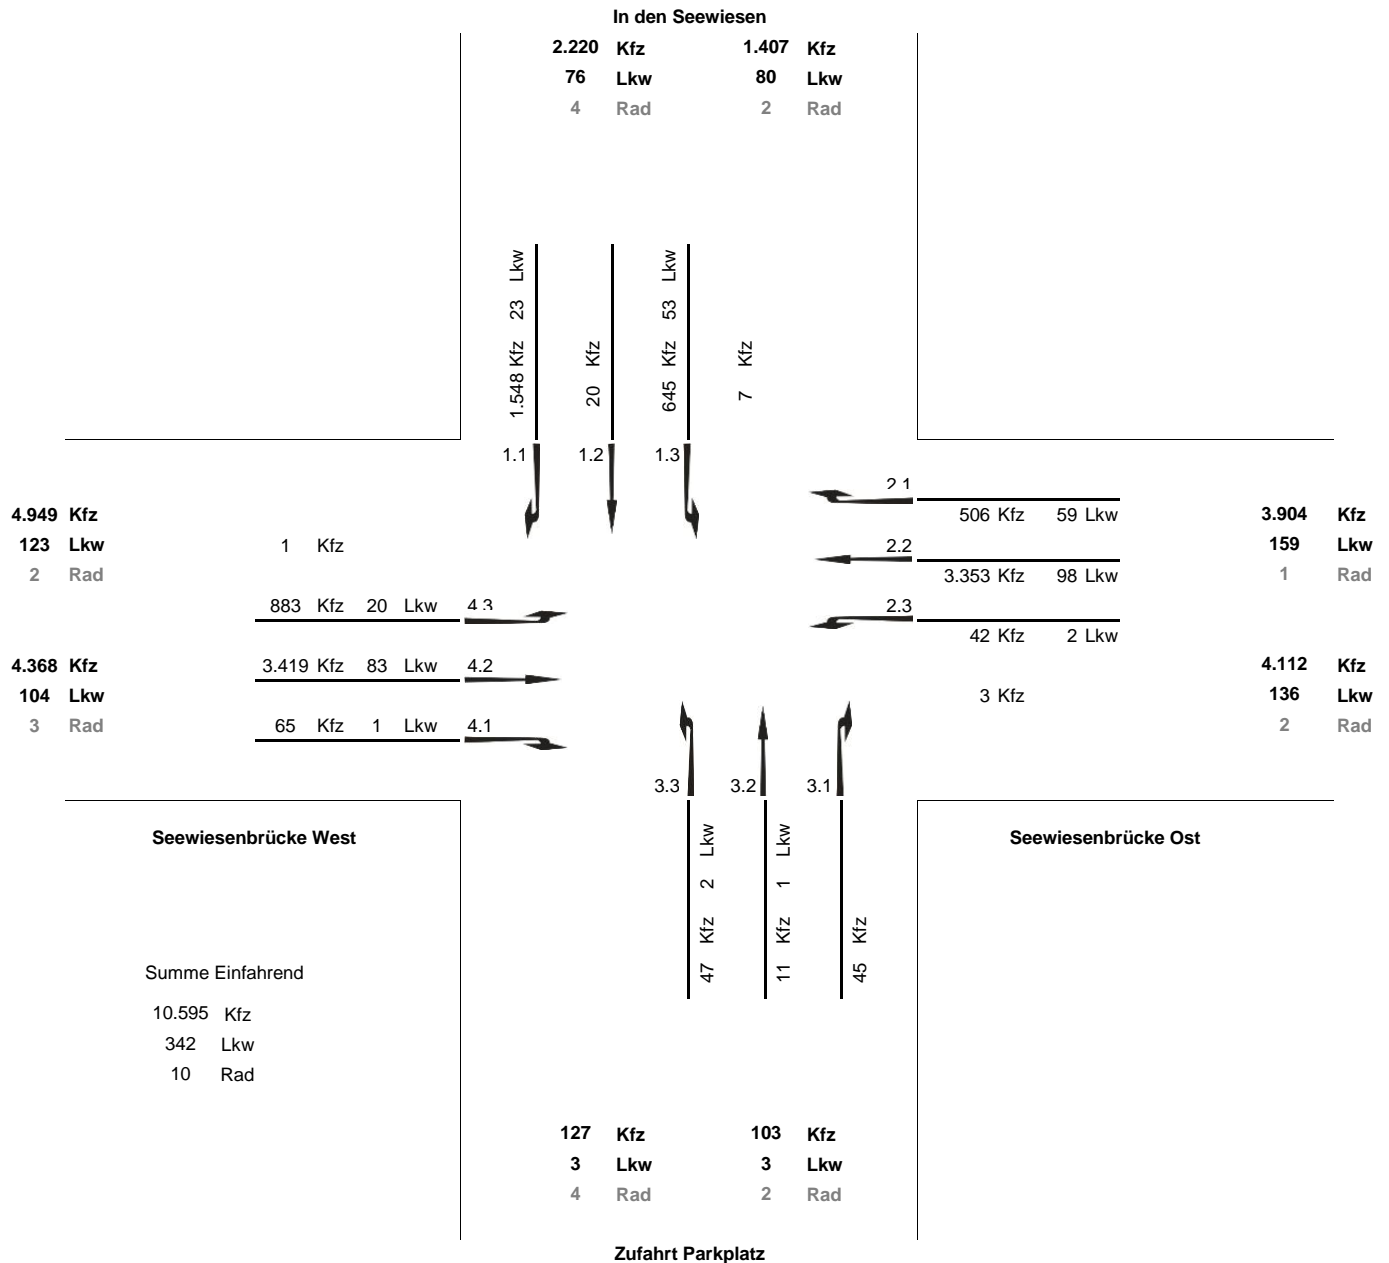 In den Seewiesen
2.220 Kfz 1.407 Kfz
76 Lkw 80 Lkw
4 Rad 2 Rad
1.548 Kfz 23 Lkw
20 Kfz
645 Kfz 53 Lkw
7 Kfz
1.1 1.2 1.3
4.949 Kfz
123 Lkw
2 Rad
1 Kfz
883 Kfz 20 Lkw 4.3
4.368 Kfz
104 Lkw
3 Rad
3.419 Kfz 83 Lkw 4.2
65 Kfz 1 Lkw 4.1
2.1
506 Kfz 59 Lkw
2.2
3.353 Kfz 98 Lkw
2.3
42 Kfz 2 Lkw
3 Kfz
3.904 Kfz
159 Lkw
1 Rad
4.112 Kfz
136 Lkw
2 Rad
3.3 3.2 3.1
47 Kfz 2 Lkw
11 Kfz 1 Lkw
45 Kfz
Seewiesenbrücke West
Seewiesenbrücke Ost
Summe Einfahrend
10.595 Kfz
342 Lkw
10 Rad
127 Kfz 103 Kfz
3 Lkw 3 Lkw
4 Rad 2 Rad
Zufahrt Parkplatz